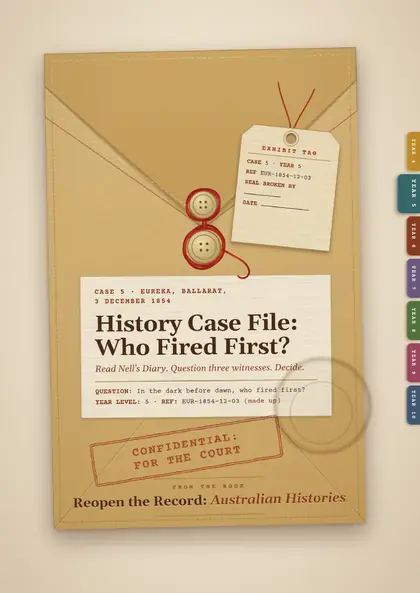 EXHIBIT TAG
CASE 5 · YEAR 5
REF EUR-1854-12-03
SEAL BROKEN BY
DATE
CASE 5 · EUREKA, BALLARAT,
3 DECEMBER 1854
History Case File:
Who Fired First?
Read Nell's Diary. Question three witnesses. Decide.
QUESTION: In the dark before dawn, who fired first?
YEAR LEVEL: 5 · REF: EUR-1854-12-03 (made up)
CONFIDENTIAL:
FOR THE COURT
FROM THE BOOK
Reopen the Record: Australian Histories
YEAR 4
YEAR 5
YEAR 6
YEAR 7
YEAR 8
YEAR 9
YEAR 10